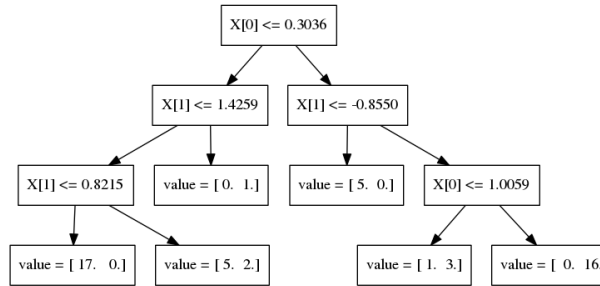 X[0] <= 0.3036
X[1] <= 1.4259
X[1] <= -0.8550
X[1] <= 0.8215
value = [ 0. 1.]
value = [ 5. 0.]
X[0] <= 1.0059
value = [ 17. 0.]
value = [ 5. 2.]
value = [ 1. 3.]
value = [ 0. 16.